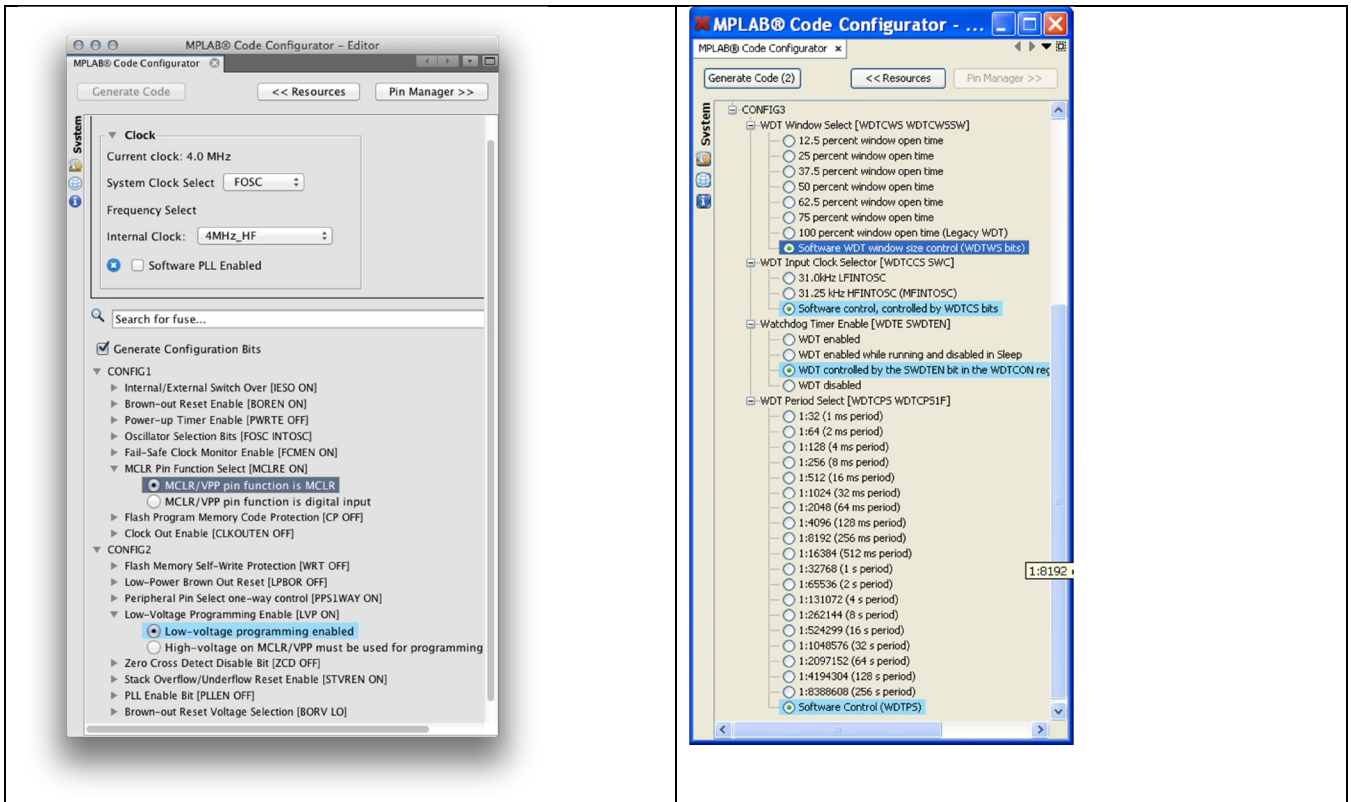 MPLAB® Code Configurator - Editor
MPLAB® Code Configurator
Generate Code
<< Resources
Pin Manager >>
System
Clock
Current clock: 4.0 MHz
System Clock Select FOSC
Frequency Select
Internal Clock: 4MHz_HF
Software PLL Enabled
Search for fuse...
Generate Configuration Bits
CONFIG1
Internal/External Switch Over [IESO ON]
Brown-out Reset Enable [BOREN ON]
Power-up Timer Enable [PWRTE OFF]
Oscillator Selection Bits [FOSC INTOSC]
Fail-Safe Clock Monitor Enable [FCMEN ON]
MCLR Pin Function Select [MCLRE ON]
MCLR/VPP pin function is MCLR
MCLR/VPP pin function is digital input
Flash Program Memory Code Protection [CP OFF]
Clock Out Enable [CLKOUTEN OFF]
CONFIG2
Flash Memory Self-Write Protection [WRT OFF]
Low-Power Brown Out Reset [LPBOR OFF]
Peripheral Pin Select one-way control [PPS1WAY ON]
Low-Voltage Programming Enable [LVP ON]
Low-voltage programming enabled
High-voltage on MCLR/VPP must be used for programming
Zero Cross Detect Disable Bit [ZCD OFF]
Stack Overflow/Underflow Reset Enable [STVREN ON]
PLL Enable Bit [PLLEN OFF]
Brown-out Reset Voltage Selection [BORV LO]
MPLAB® Code Configurator - ...
MPLAB® Code Configurator x
Generate Code (2)
<< Resources
Pin Manager >>
System
CONFIG3
WDT Window Select [WDTCWS WDTCWSSW]
12.5 percent window open time
25 percent window open time
37.5 percent window open time
50 percent window open time
62.5 percent window open time
75 percent window open time
100 percent window open time (Legacy WDT)
Software WDT window size control (WDTWS bits)
WDT Input Clock Selector [WDTCCS SWC]
31.0kHz LFINTOSC
31.25 kHz HFINTOSC (MFINTOSC)
Software control, controlled by WDTCS bits
Watchdog Timer Enable [WDTE SWDTEN]
WDT enabled
WDT enabled while running and disabled in Sleep
WDT controlled by the SWDTEN bit in the WDTCON reg
WDT disabled
WDT Period Select [WDTCPS WDTCPS1F]
1:32 (1 ms period)
1:64 (2 ms period)
1:128 (4 ms period)
1:256 (8 ms period)
1:512 (16 ms period)
1:1024 (32 ms period)
1:2048 (64 ms period)
1:4096 (128 ms period)
1:8192 (256 ms period)
1:16384 (512 ms period)
1:32768 (1 s period)
1:8192
1:65536 (2 s period)
1:131072 (4 s period)
1:262144 (8 s period)
1:524299 (16 s period)
1:1048576 (32 s period)
1:2097152 (64 s period)
1:4194304 (128 s period)
1:8388608 (256 s period)
Software Control (WDTPS)